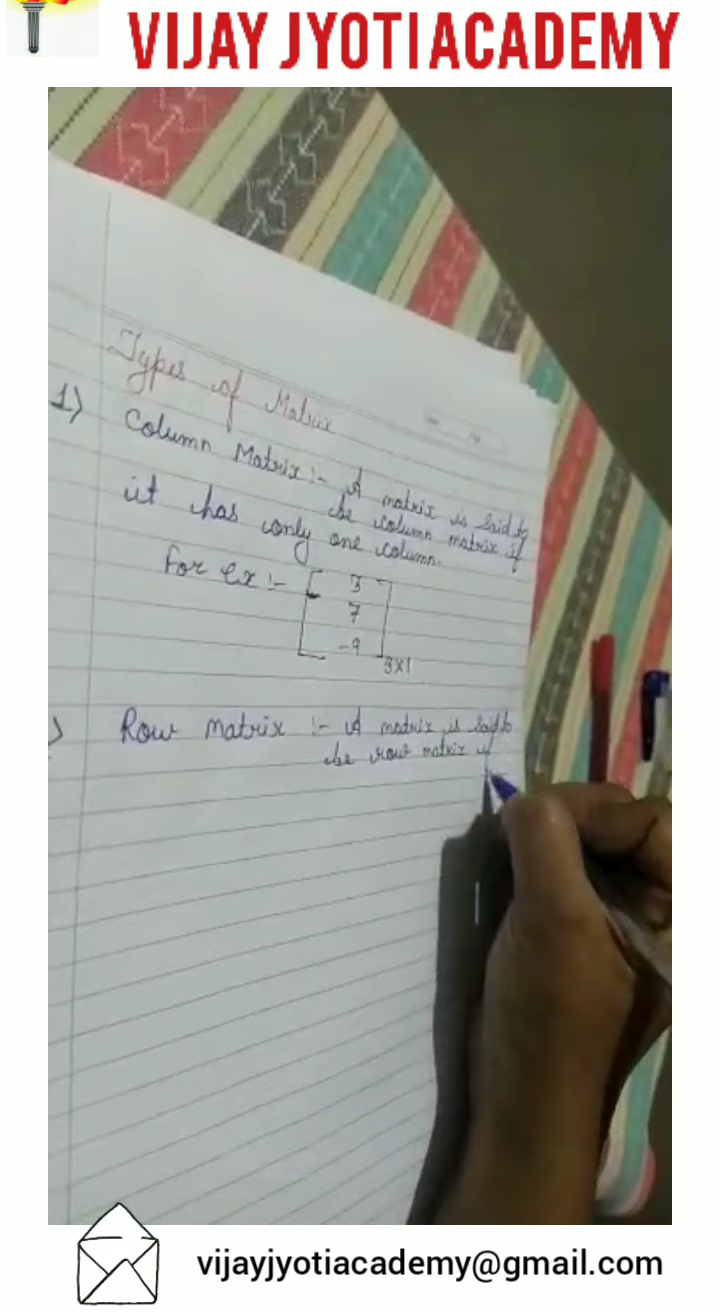 VIJAY JYOTI ACADEMY
Types of Matrix
1) Column Matrix :- A matrix is said to
be column matrix if
it has only one column.
For ex :- [ 3
7
-9 ] 3×1
) Row matrix :- A matrix is said to
be row matrix if
vijayjyotiacademy@gmail.com